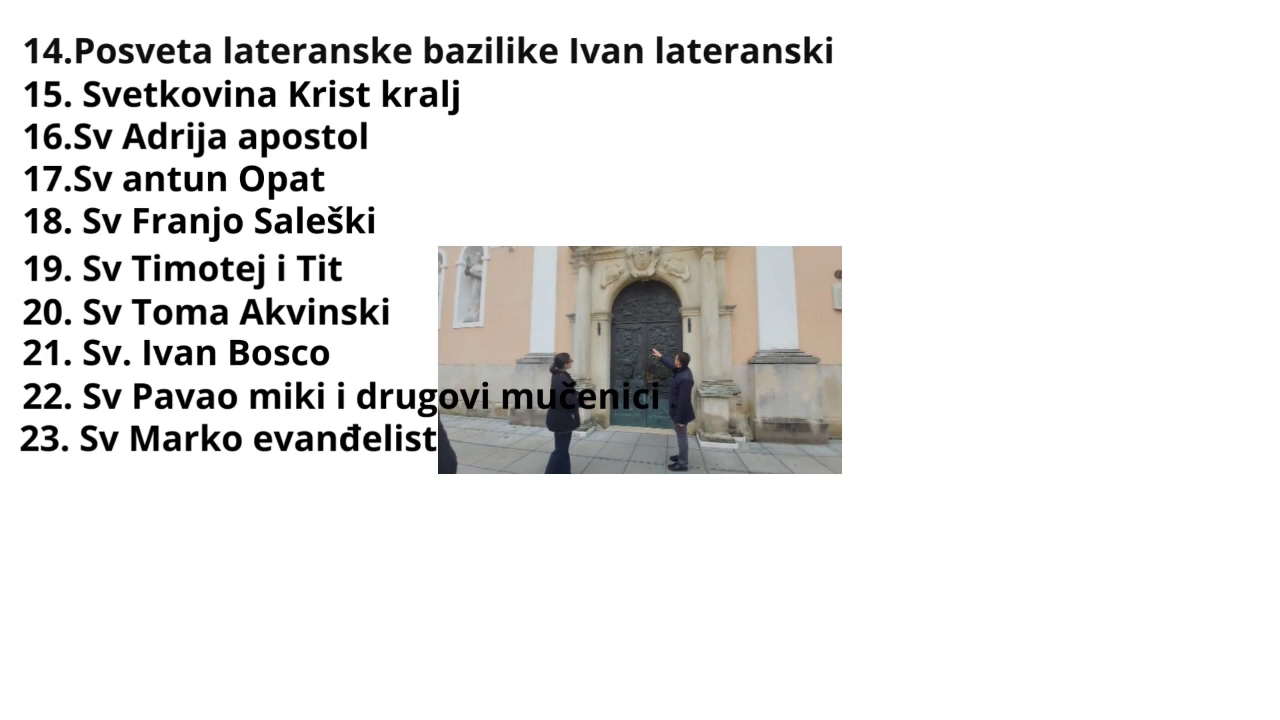 14.Posveta lateranske bazilike Ivan lateranski
15. Svetkovina Krist kralj
16.Sv Adrija apostol
17.Sv antun Opat
18. Sv Franjo Saleški
19. Sv Timotej i Tit
20. Sv Toma Akvinski
21. Sv. Ivan Bosco
22. Sv Pavao miki i drugovi mučenici
23. Sv Marko evanđelist